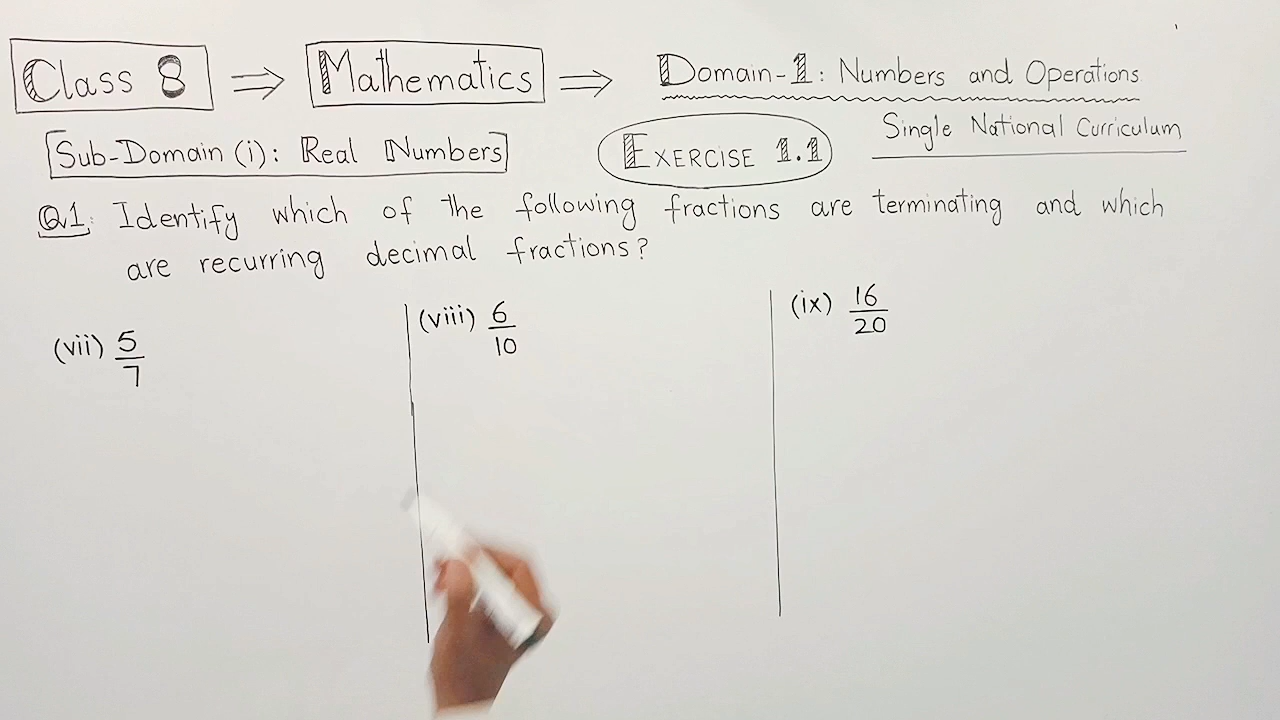 Class 8 ⇒ Mathematics ⇒ Domain-1: Numbers and Operations
Sub-Domain (i): Real Numbers
Exercise 1.1
Single National Curriculum
Q1: Identify which of the following fractions are terminating and which
are recurring decimal fractions?
(vii) 5/7
(viii) 6/10
(ix) 16/20